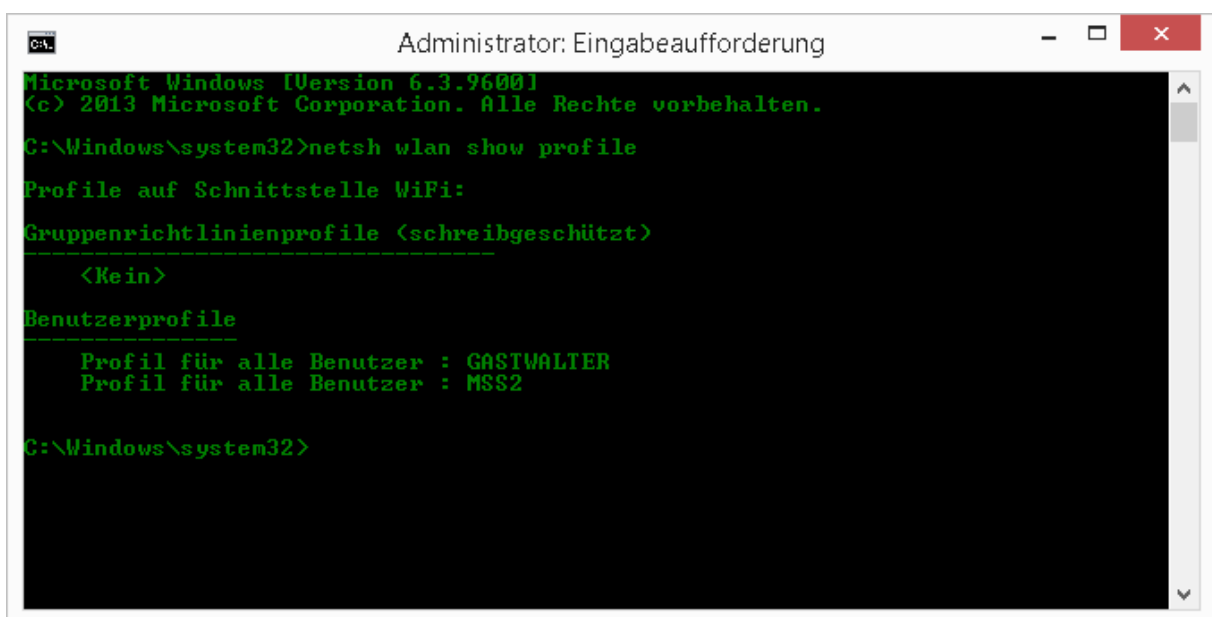 Administrator: Eingabeaufforderung
Microsoft Windows [Version 6.3.9600]
(c) 2013 Microsoft Corporation. Alle Rechte vorbehalten.
C:\Windows\system32>netsh wlan show profile
Profile auf Schnittstelle WiFi:
Gruppenrichtlinienprofile (schreibgeschützt)
---------------------------------
<Kein>
Benutzerprofile
---------------
Profil für alle Benutzer : GASTWALTER
Profil für alle Benutzer : MSS2
C:\Windows\system32>